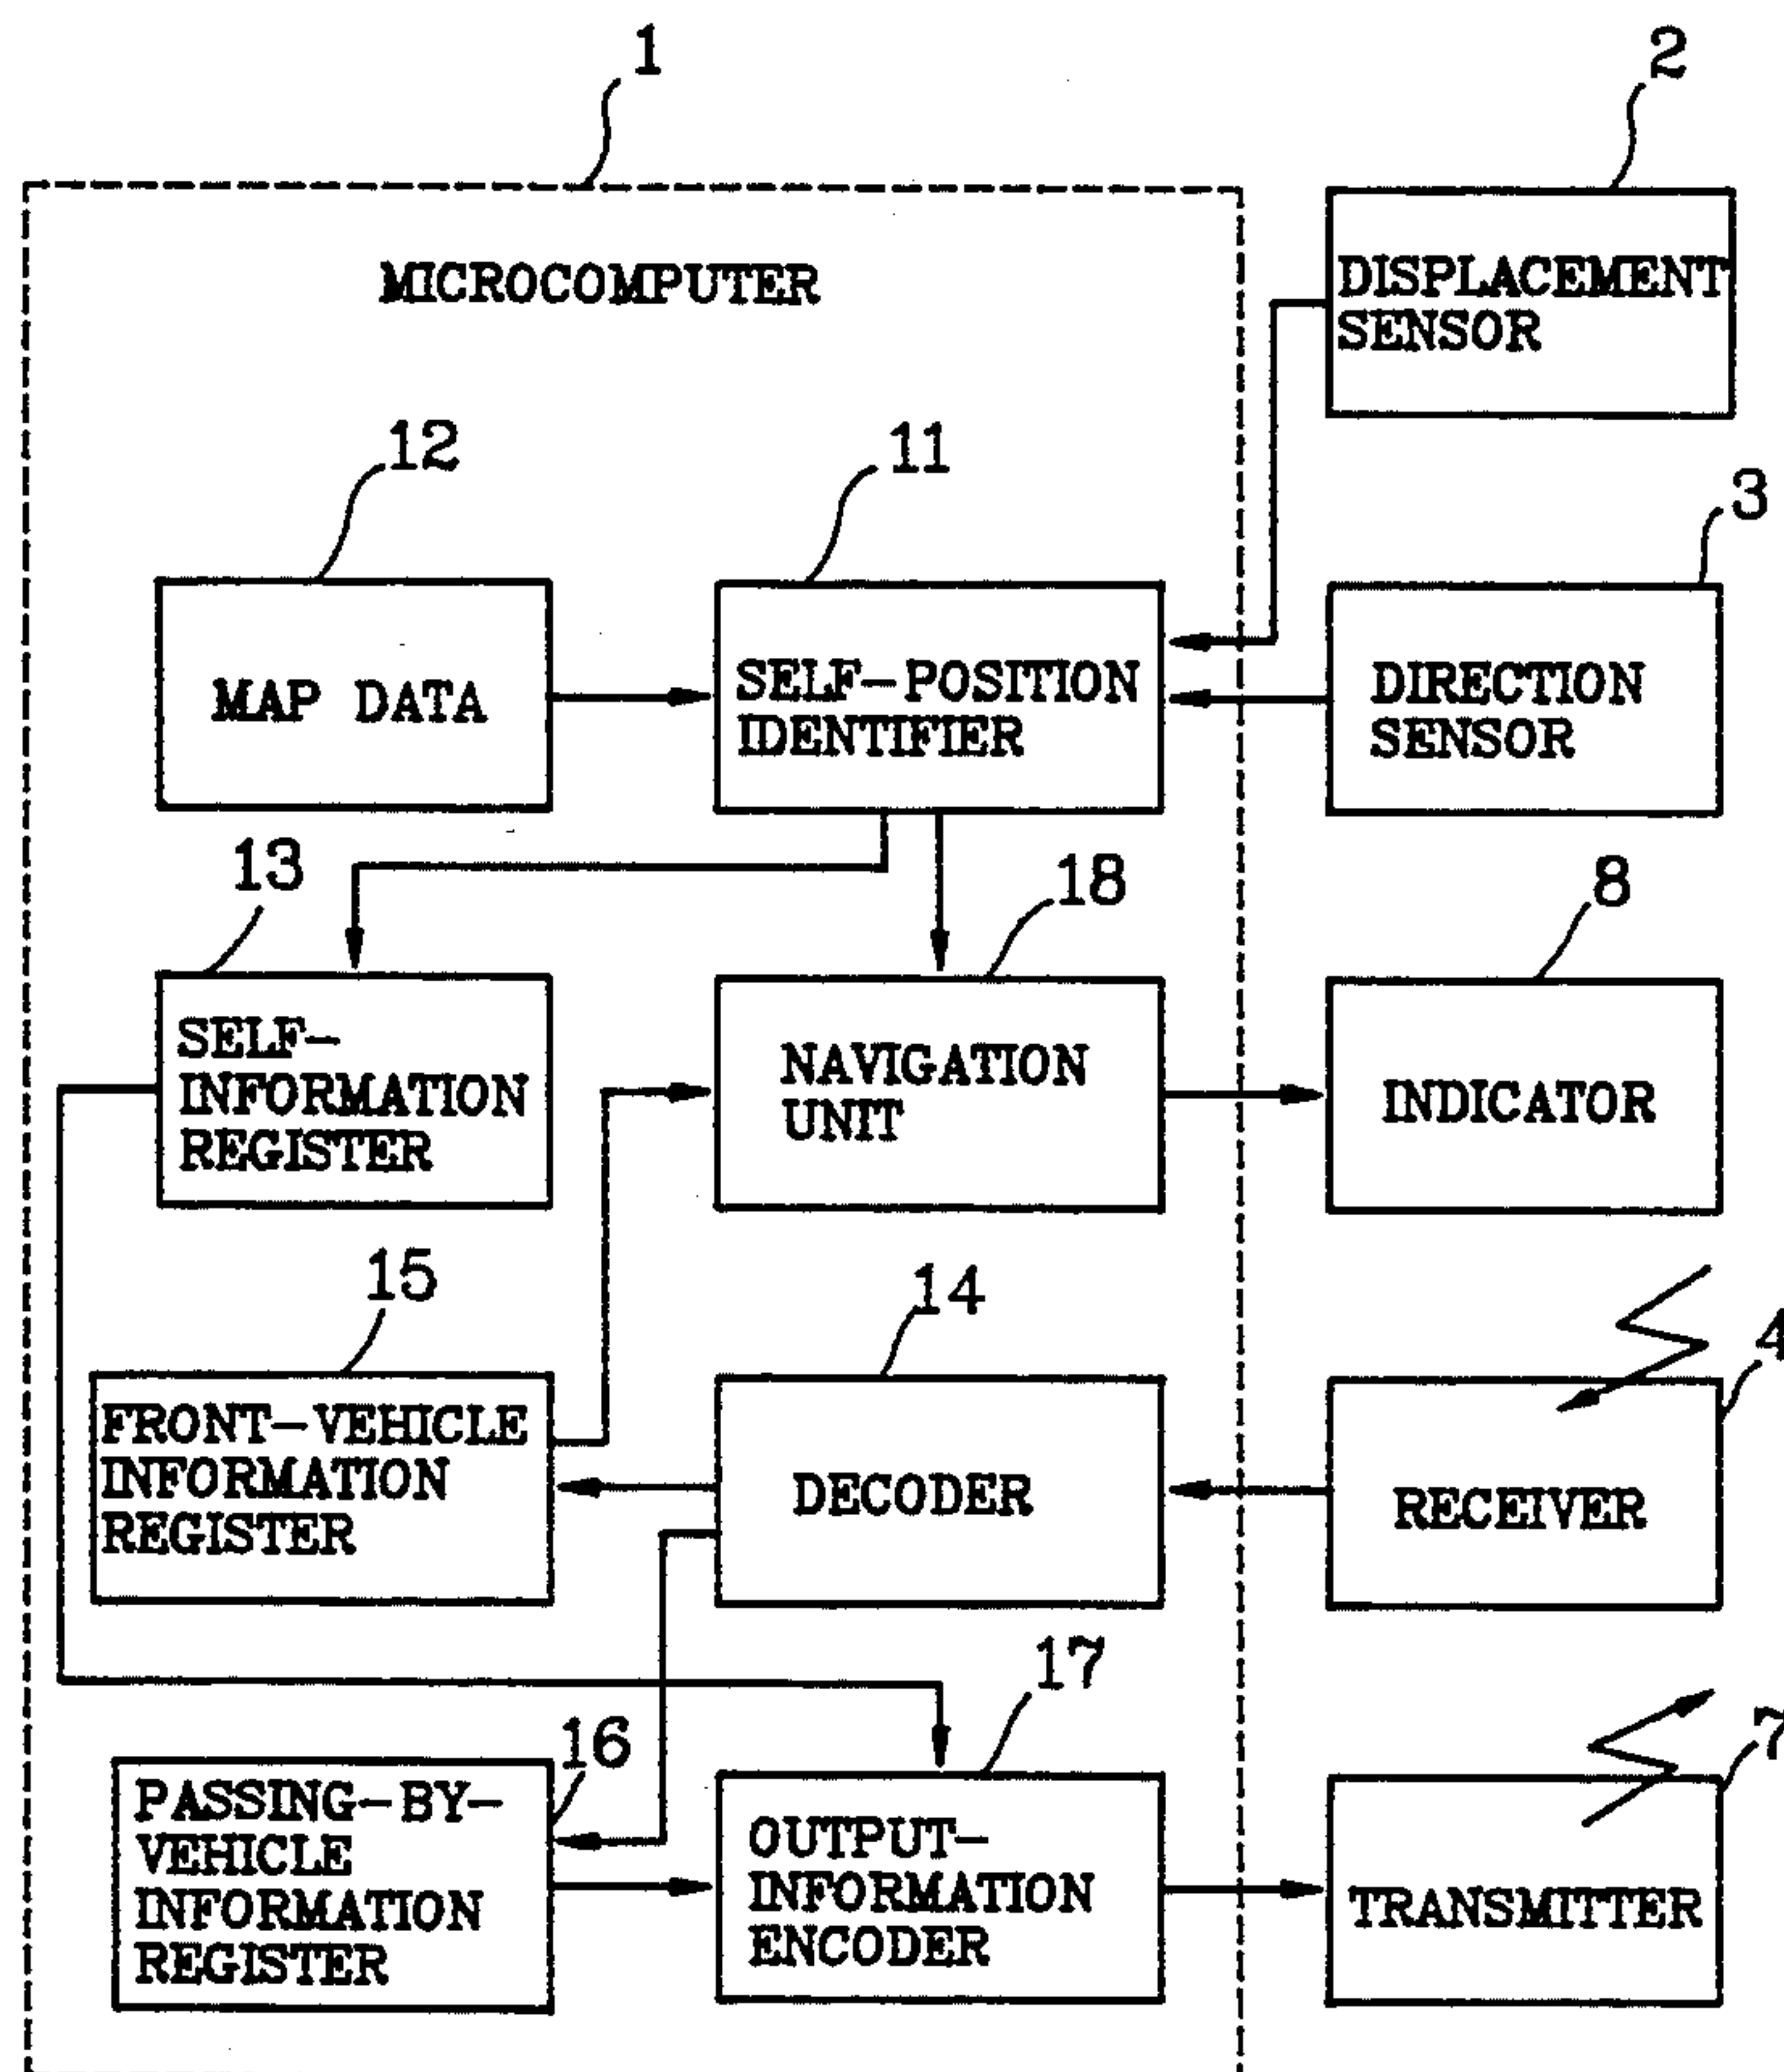 1
2
MICROCOMPUTER
DISPLACEMENT
SENSOR
12
11
3
MAP DATA
SELF-POSITION
IDENTIFIER
DIRECTION
SENSOR
13
18
8
SELF-
INFORMATION
REGISTER
NAVIGATION
UNIT
INDICATOR
15
14
4
FRONT-VEHICLE
INFORMATION
REGISTER
DECODER
RECEIVER
16
17
7
PASSING-BY-
VEHICLE
INFORMATION
REGISTER
OUTPUT-
INFORMATION
ENCODER
TRANSMITTER